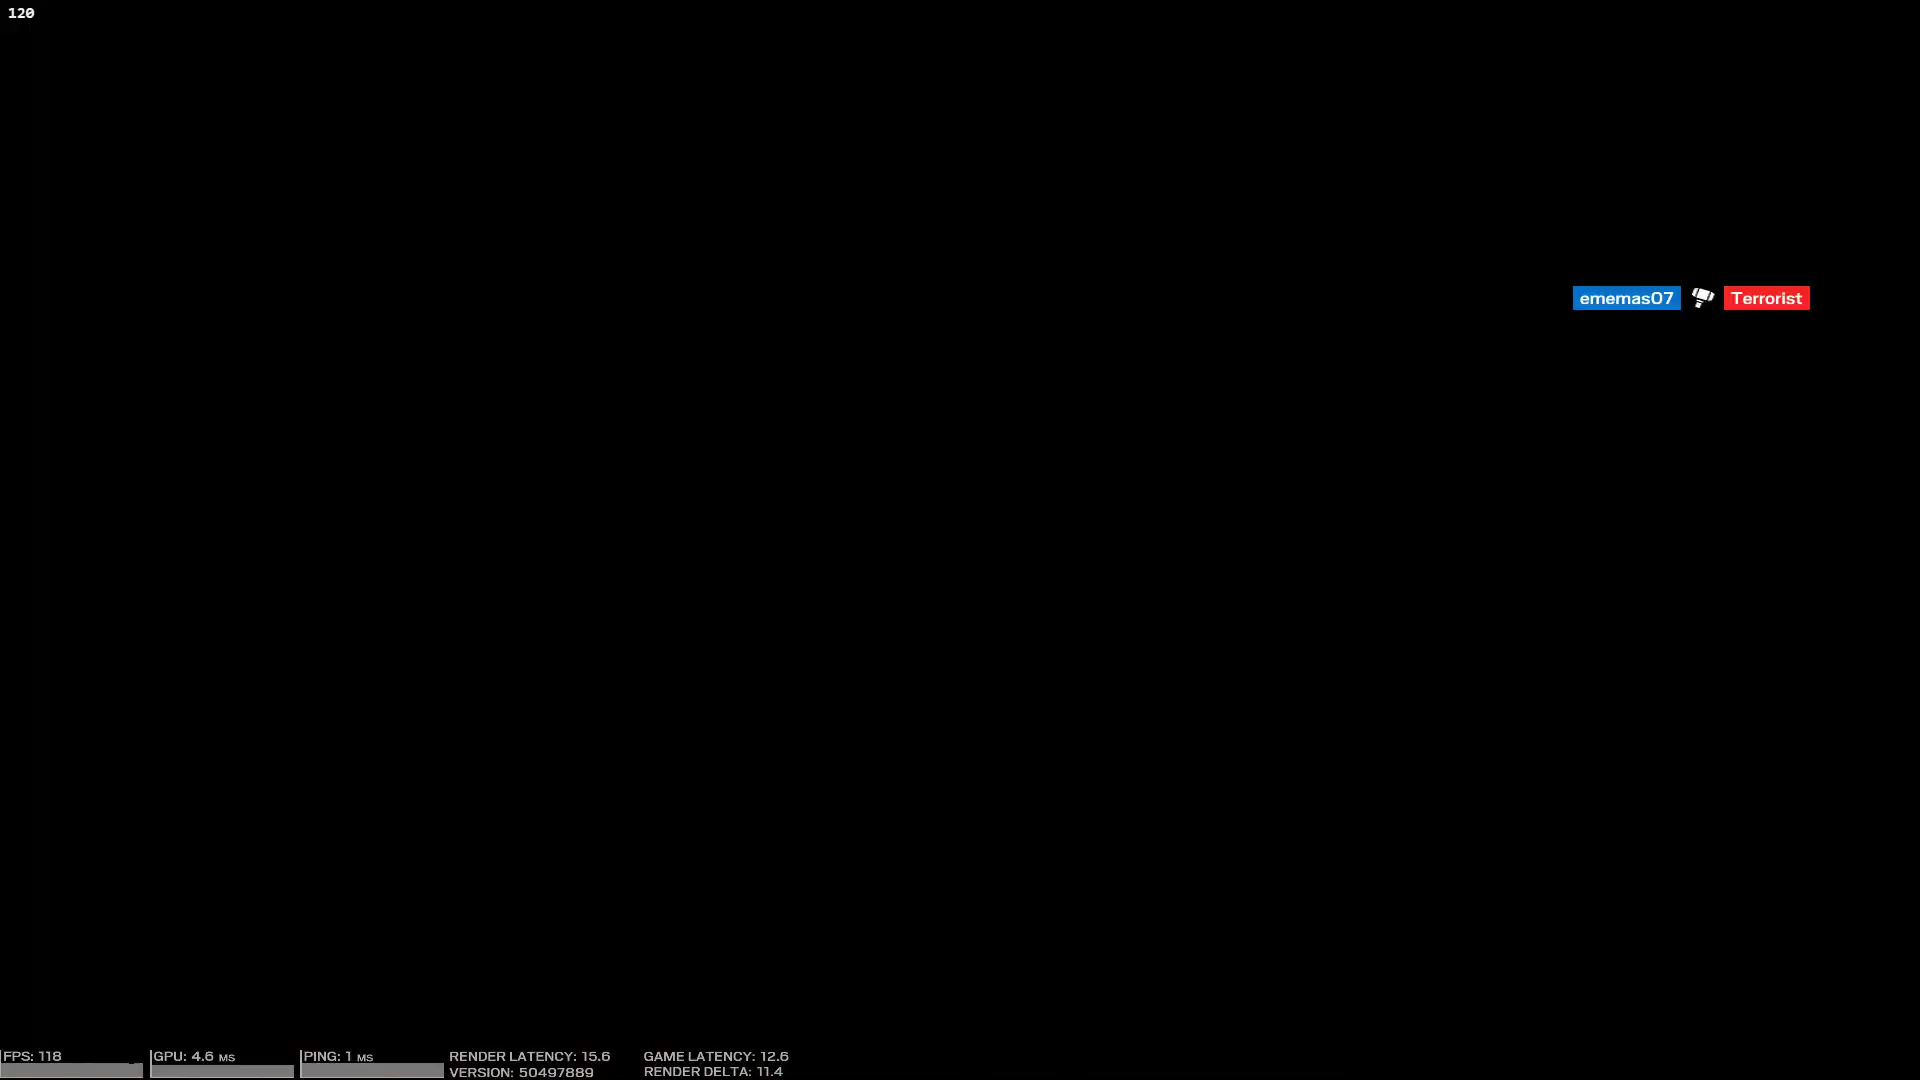 120
ememas07 Terrorist
FPS: 118 GPU: 4.6 MS PING: 1 MS RENDER LATENCY: 15.6 GAME LATENCY: 12.6
VERSION: 50497889 RENDER DELTA: 11.4